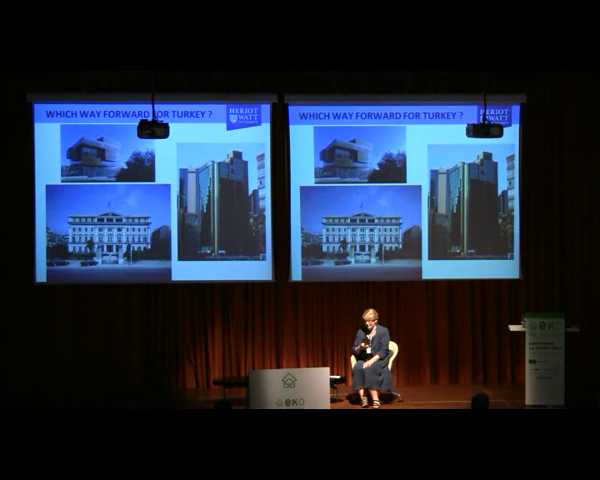 WHICH WAY FORWARD FOR TURKEY ?
HERIOT
WATT
WHICH WAY FORWARD FOR TURKEY ?
HERIOT
WATT
eko
eko